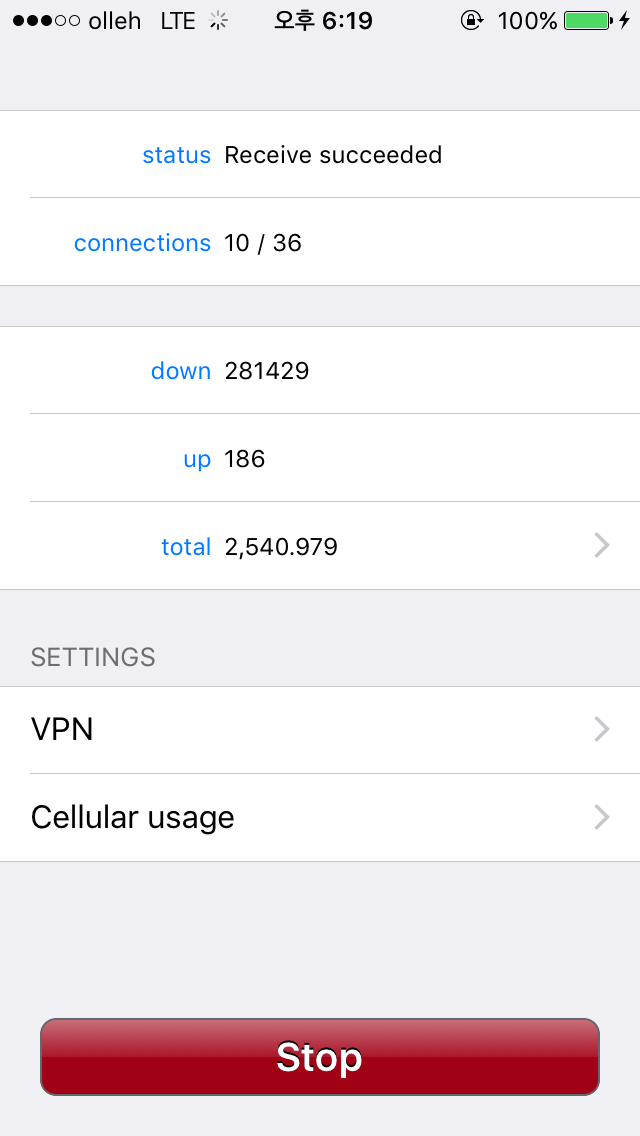 olleh LTE 오후 6:19 100%
status Receive succeeded
connections 10 / 36
down 281429
up 186
total 2,540.979
SETTINGS
VPN
Cellular usage
Stop